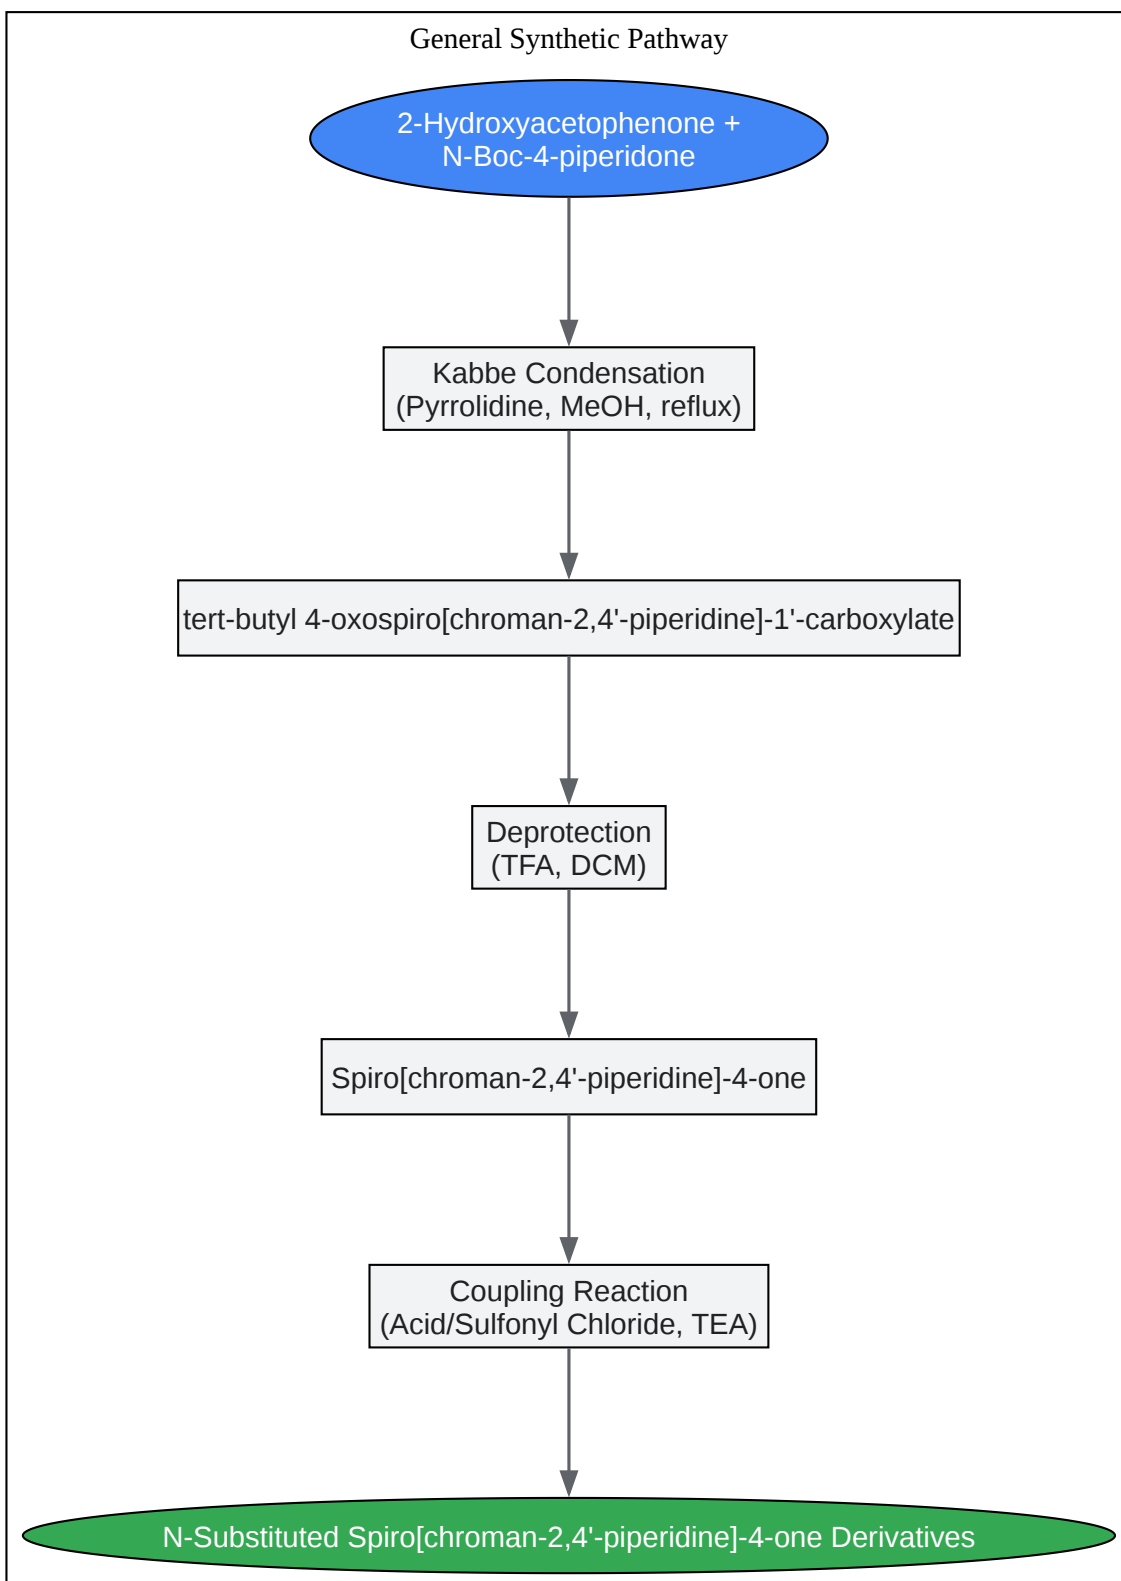 General Synthetic Pathway
2-Hydroxyacetophenone +
N-Boc-4-piperidone
Kabbe Condensation
(Pyrrolidine, MeOH, reflux)
tert-butyl 4-oxospiro[chroman-2,4'-piperidine]-1'-carboxylate
Deprotection
(TFA, DCM)
Spiro[chroman-2,4'-piperidine]-4-one
Coupling Reaction
(Acid/Sulfonyl Chloride, TEA)
N-Substituted Spiro[chroman-2,4'-piperidine]-4-one Derivatives